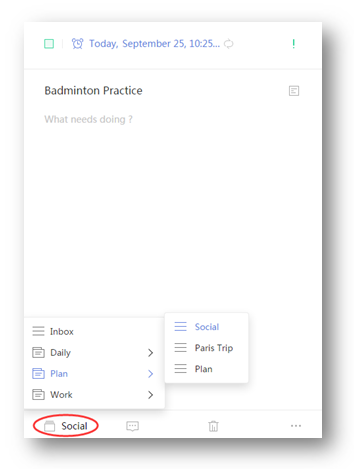 Today, September 25, 10:25...
!
Badminton Practice
What needs doing ?
Inbox
Daily
Plan
Work
Social
Paris Trip
Plan
Social